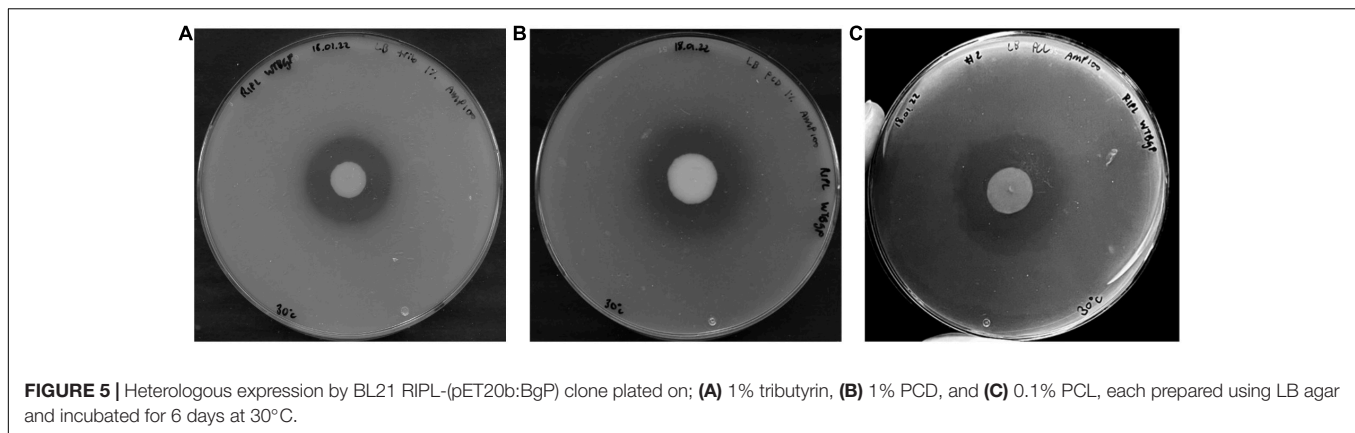 A
18.01.22
LB Trib 1%
AMP100
RIPL WTBgP
30°C
B
18.01.22
LB PCD 1%
AMP100
RIPL WTBgP
30°C
C
#2
LB PCL
AMP100
18.01.22
RIPL WTBgP
30°C
FIGURE 5 | Heterologous expression by BL21 RIPL-(pET20b:BgP) clone plated on; (A) 1% tributyrin, (B) 1% PCD, and (C) 0.1% PCL, each prepared using LB agar
and incubated for 6 days at 30°C.